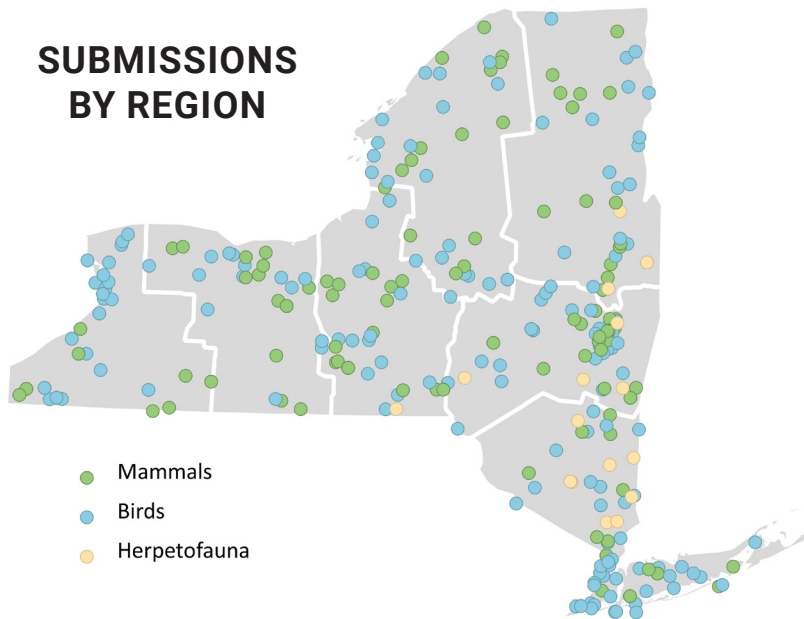 SUBMISSIONS
BY REGION
Mammals
Birds
Herpetofauna